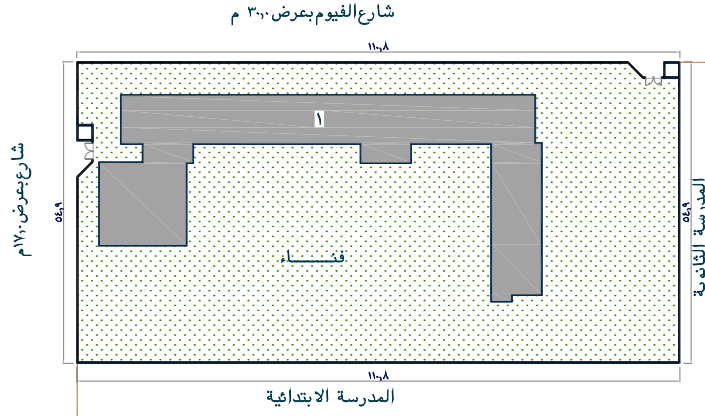 شارع الفيوم بعرض ٣٠,٠ م
١١٠,٨
١
شارع بعرض ١٧,٠ م
٥٤,٩
المدرسة الثانوية
٥٤,٩
فنـــاء
١١٠,٨
المدرسة الابتدائية